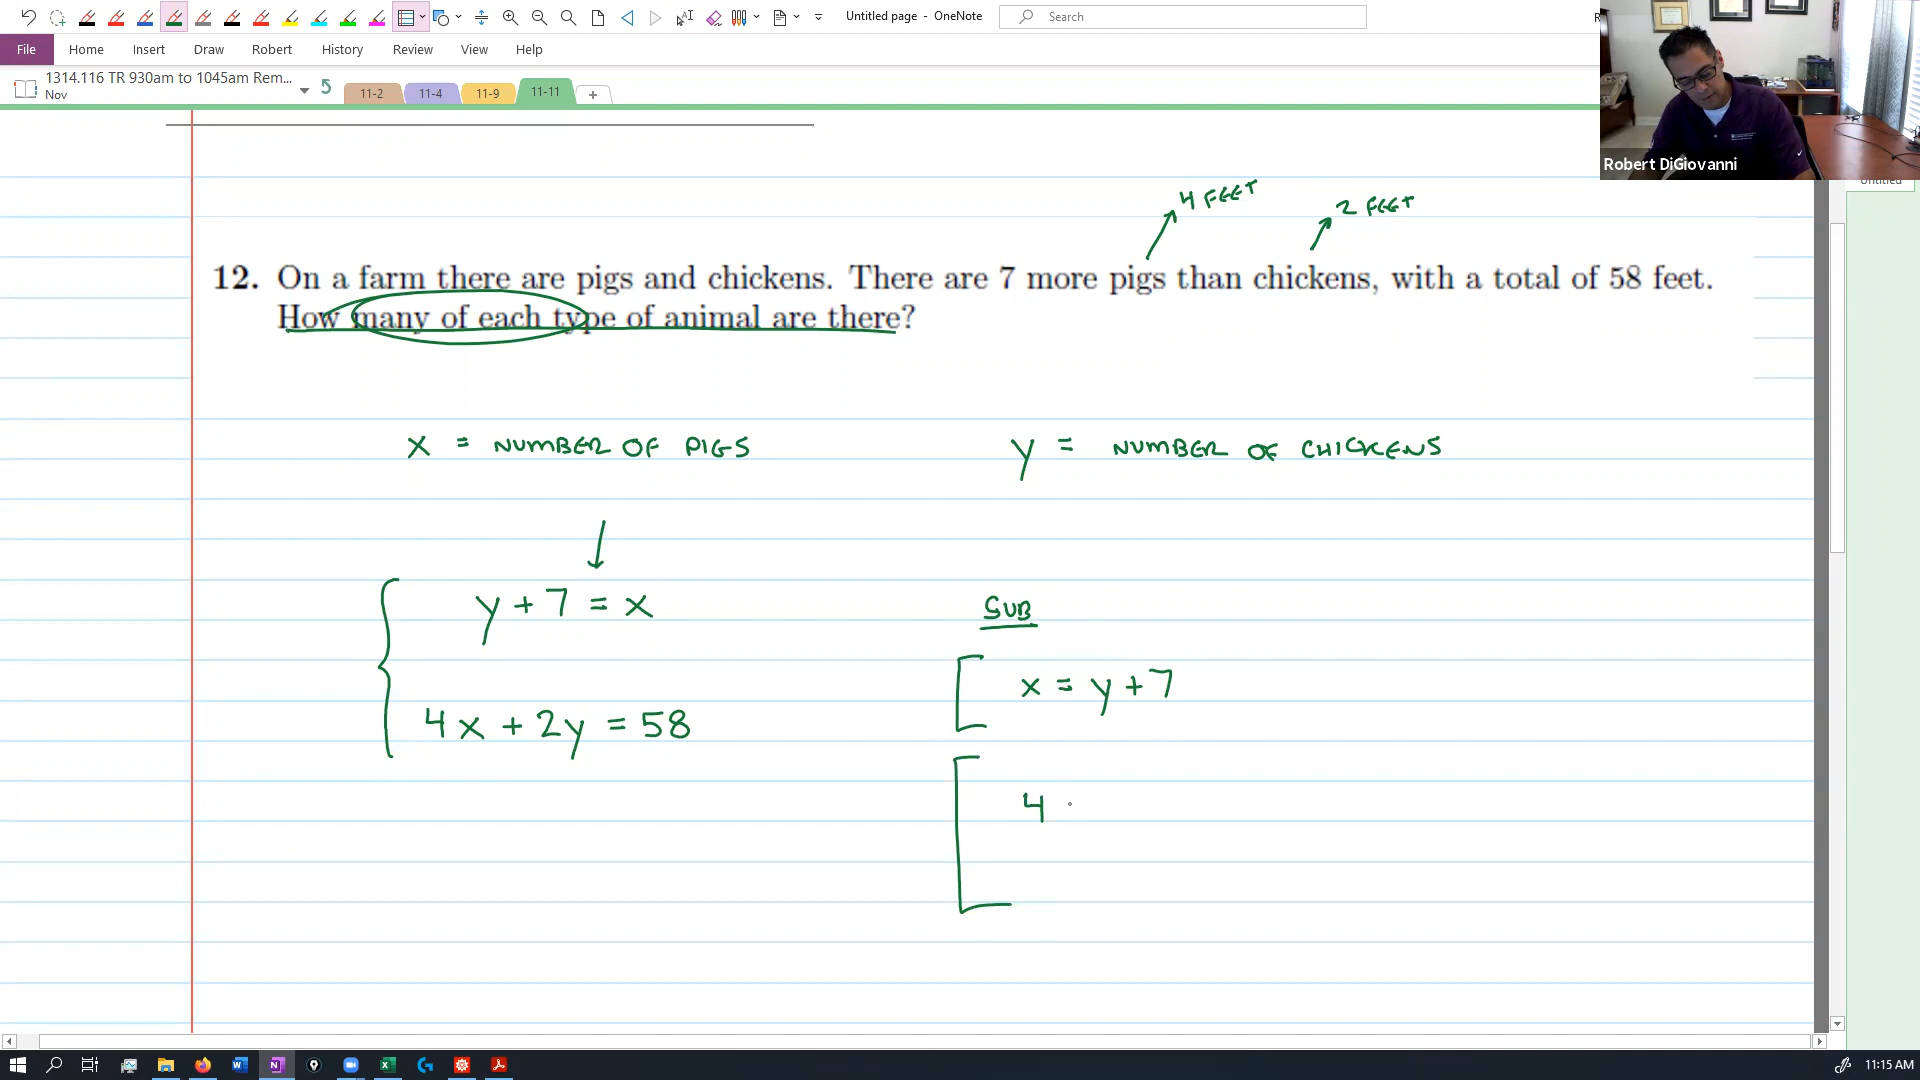 Untitled page - OneNote
Search
File Home Insert Draw Robert History Review View Help
1314.116 TR 930am to 1045am Rem...
Nov
11-2 11-4 11-9 11-11
Robert DiGiovanni
Untitled
4 FEET
2 FEET
12. On a farm there are pigs and chickens. There are 7 more pigs than chickens, with a total of 58 feet.
How many of each type of animal are there?
X = NUMBER OF PIGS
y = NUMBER OF CHICKENS
y + 7 = x
4x + 2y = 58
SUB
x = y + 7
4
11:15 AM